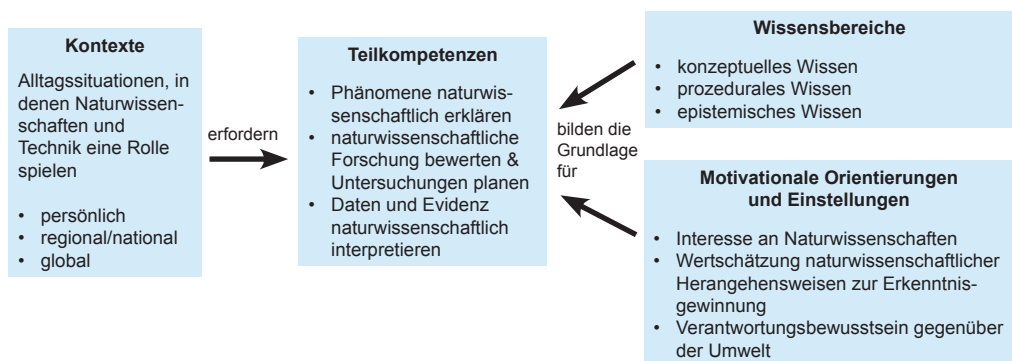 Kontexte
Alltagssituationen, in
denen Naturwissen-
schaften und
Technik eine Rolle
spielen
• persönlich
• regional/national
• global
erfordern
Teilkompetenzen
• Phänomene naturwis-
senschaftlich erklären
• naturwissenschaftliche
Forschung bewerten &
Untersuchungen planen
• Daten und Evidenz
naturwissenschaftlich
interpretieren
bilden die
Grundlage
für
Wissensbereiche
• konzeptuelles Wissen
• prozedurales Wissen
• epistemisches Wissen
Motivationale Orientierungen
und Einstellungen
• Interesse an Naturwissenschaften
• Wertschätzung naturwissenschaftlicher
Herangehensweisen zur Erkenntnis-
gewinnung
• Verantwortungsbewusstsein gegenüber
der Umwelt